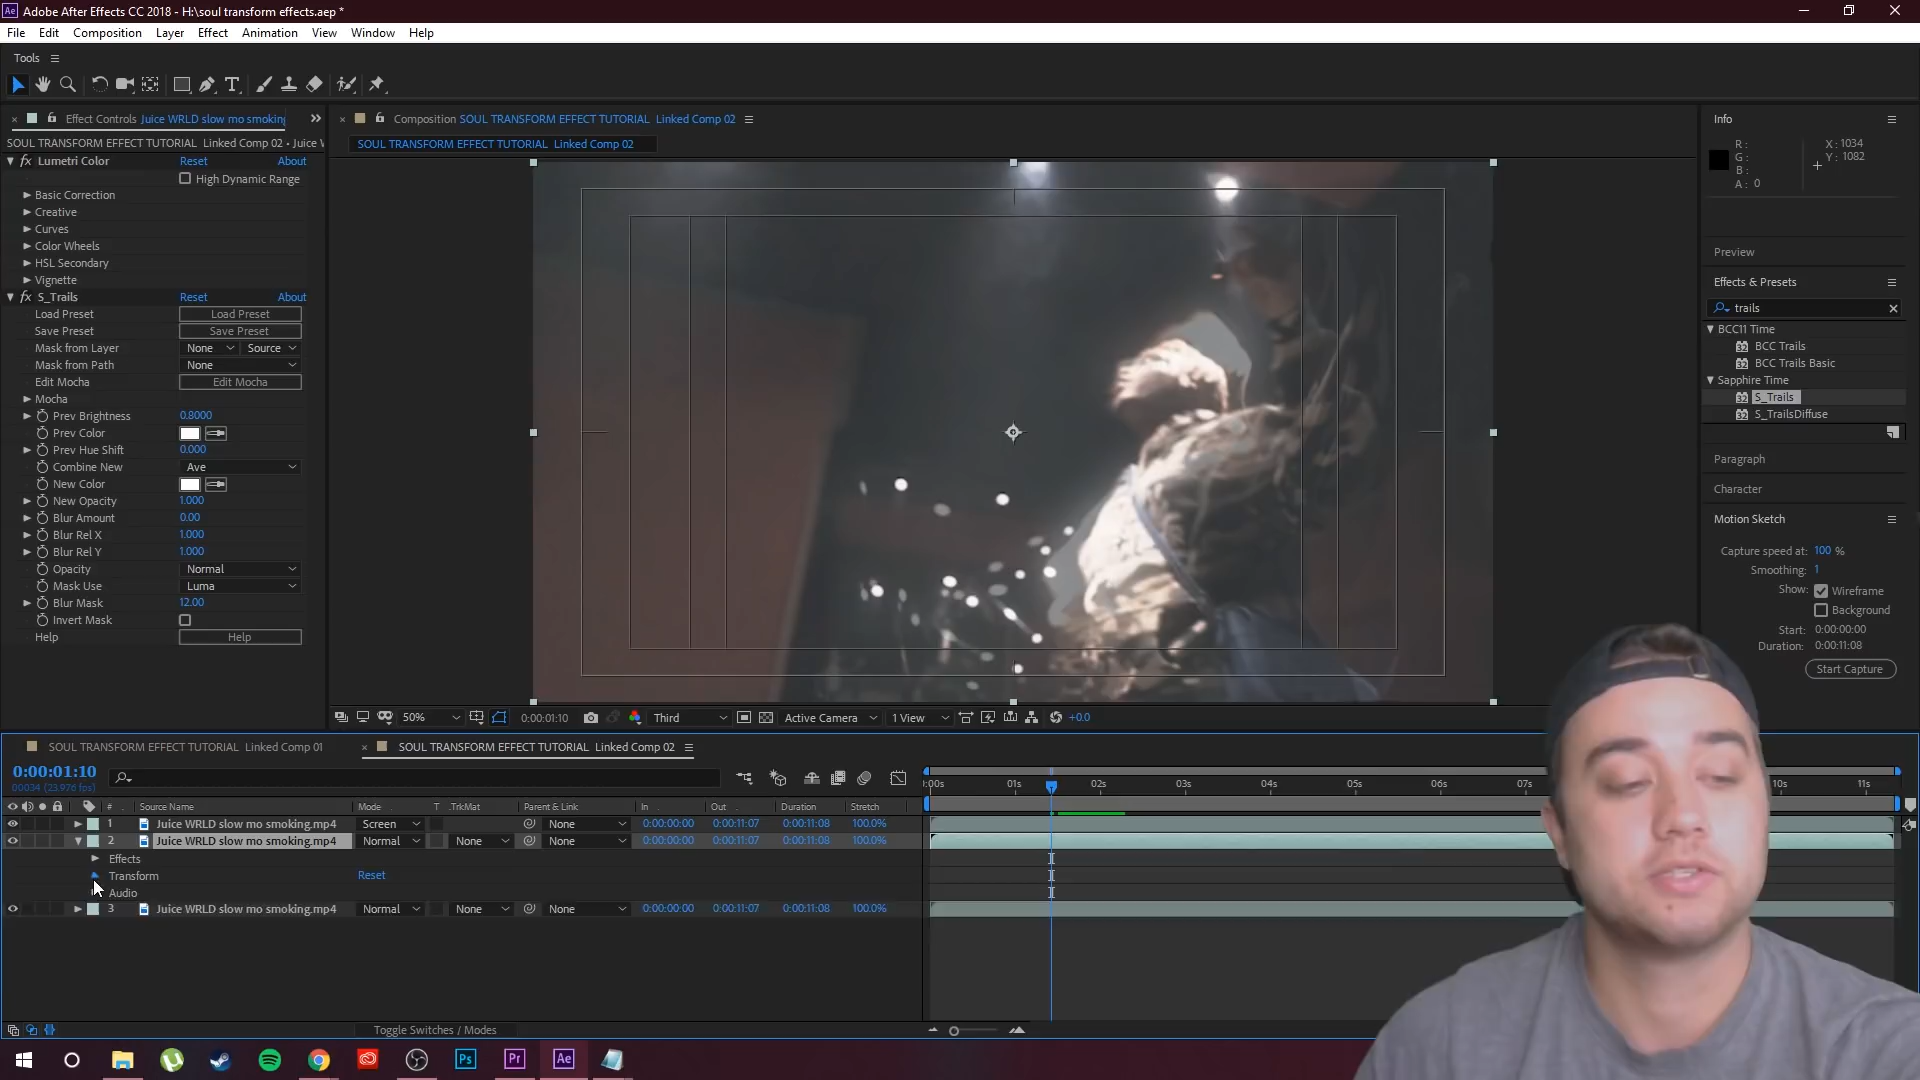 Ae Adobe After Effects CC 2018 - H:\soul transform effects.aep *
File Edit Composition Layer Effect Animation View Window Help
Tools
Effect Controls Juice WRLD slow mo smoking
SOUL TRANSFORM EFFECT TUTORIAL Linked Comp 02 • Juice W
fx Lumetri Color Reset About
High Dynamic Range
Basic Correction
Creative
Curves
Color Wheels
HSL Secondary
Vignette
fx S_Trails Reset About
Load Preset Load Preset
Save Preset Save Preset
Mask from Layer None Source
Mask from Path None
Edit Mocha Edit Mocha
Mocha
Prev Brightness 0.8000
Prev Color
Prev Hue Shift 0.000
Combine New Ave
New Color
New Opacity 1.000
Blur Amount 0.00
Blur Rel X 1.000
Blur Rel Y 1.000
Opacity Normal
Mask Use Luma
Blur Mask 12.00
Invert Mask
Help Help
Composition SOUL TRANSFORM EFFECT TUTORIAL Linked Comp 02
SOUL TRANSFORM EFFECT TUTORIAL Linked Comp 02
50% 0:00:01:10 Third Active Camera 1 View +0.0
Info
R :
G :
B :
A : 0
X : 1034
Y : 1082
Preview
Effects & Presets
trails
BCC11 Time
32 BCC Trails
32 BCC Trails Basic
Sapphire Time
32 S_Trails
32 S_TrailsDiffuse
Paragraph
Character
Motion Sketch
Capture speed at: 100 %
Smoothing: 1
Show: Wireframe
Background
Start: 0:00:00:00
Duration: 0:00:11:08
Start Capture
SOUL TRANSFORM EFFECT TUTORIAL Linked Comp 01
SOUL TRANSFORM EFFECT TUTORIAL Linked Comp 02
0:00:01:10
00034 (23.976 fps)
:00s 01s 02s 03s 04s 05s 06s 07s 10s 11s
# Source Name Mode T .TrkMat Parent & Link In Out Duration Stretch
1 Juice WRLD slow mo smoking.mp4 Screen None 0:00:00:00 0:00:11:07 0:00:11:08 100.0%
2 Juice WRLD slow mo smoking.mp4 Normal None None 0:00:00:00 0:00:11:07 0:00:11:08 100.0%
Effects
Transform Reset
Audio
3 Juice WRLD slow mo smoking.mp4 Normal None None 0:00:00:00 0:00:11:07 0:00:11:08 100.0%
Toggle Switches / Modes
Ps Pr Ae